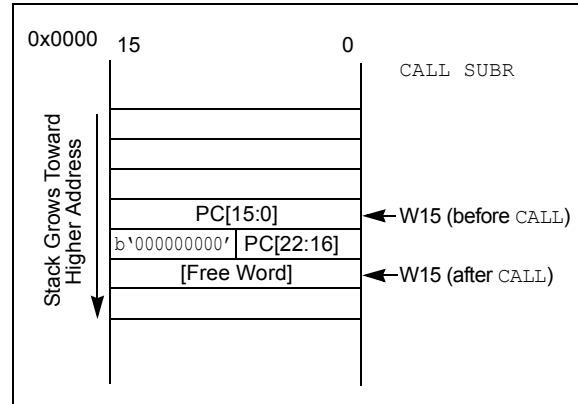 0x0000 15 0
CALL SUBR
Stack Grows Toward
Higher Address
PC[15:0] W15 (before CALL)
b‘000000000’ PC[22:16]
[Free Word] W15 (after CALL)